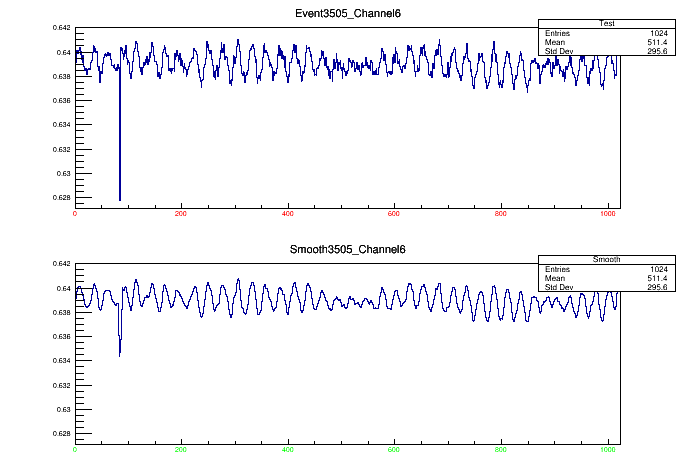 Event3505_Channel6
Test
Entries 1024
Mean 511.4
Std Dev 295.6
0.642
0.64
0.638
0.636
0.634
0.632
0.63
0.628
0 200 400 600 800 1000
Smooth3505_Channel6
Smooth
Entries 1024
Mean 511.4
Std Dev 295.6
0.642
0.64
0.638
0.636
0.634
0.632
0.63
0.628
0 200 400 600 800 1000